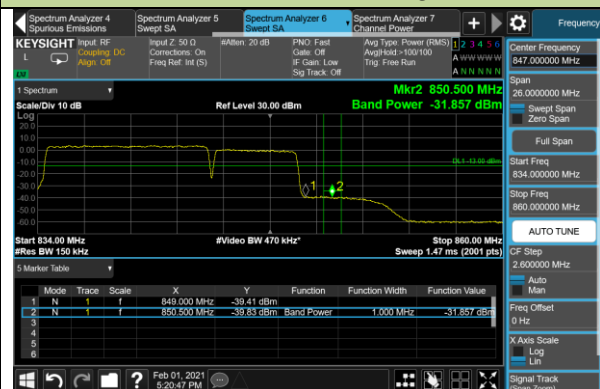 Spectrum Analyzer 4
Spurious Emissions
Spectrum Analyzer 5
Swept SA
Spectrum Analyzer 6
Swept SA
Spectrum Analyzer 7
Channel Power
Frequency
KEYSIGHT
L
LXI
Input: RF
Coupling: DC
Align: Off
Input Z: 50 Ω
Corrections: On
Freq Ref: Int (S)
#Atten: 20 dB
PNO: Fast
Gate: Off
IF Gain: Low
Sig Track: Off
Avg Type: Power (RMS)
Avg|Hold:>100/100
Trig: Free Run
1 2 3 4 5 6
A W W W W W
A N N N N N
1 Spectrum
Scale/Div 10 dB
Ref Level 30.00 dBm
Mkr2 850.500 MHz
Band Power -31.857 dBm
Log
20.0
10.0
0.00
-10.0
-20.0
-30.0
-40.0
-50.0
-60.0
DL1 -13.00 dBm
1
2
Start 834.00 MHz
#Res BW 150 kHz
#Video BW 470 kHz*
Stop 860.00 MHz
Sweep 1.47 ms (2001 pts)
5 Marker Table
Mode Trace Scale X Y Function Function Width Function Value
1 N 1 f 849.000 MHz -39.41 dBm
2 N 1 f 850.500 MHz -39.83 dBm Band Power 1.000 MHz -31.857 dBm
3
4
5
6
Feb 01, 2021
5:20:47 PM
Center Frequency
847.000000 MHz
Span
26.0000000 MHz
Swept Span
Zero Span
Full Span
Start Freq
834.000000 MHz
Stop Freq
860.000000 MHz
AUTO TUNE
CF Step
2.600000 MHz
Auto
Man
Freq Offset
0 Hz
X Axis Scale
Log
Lin
Signal Track
(Span Zoom)